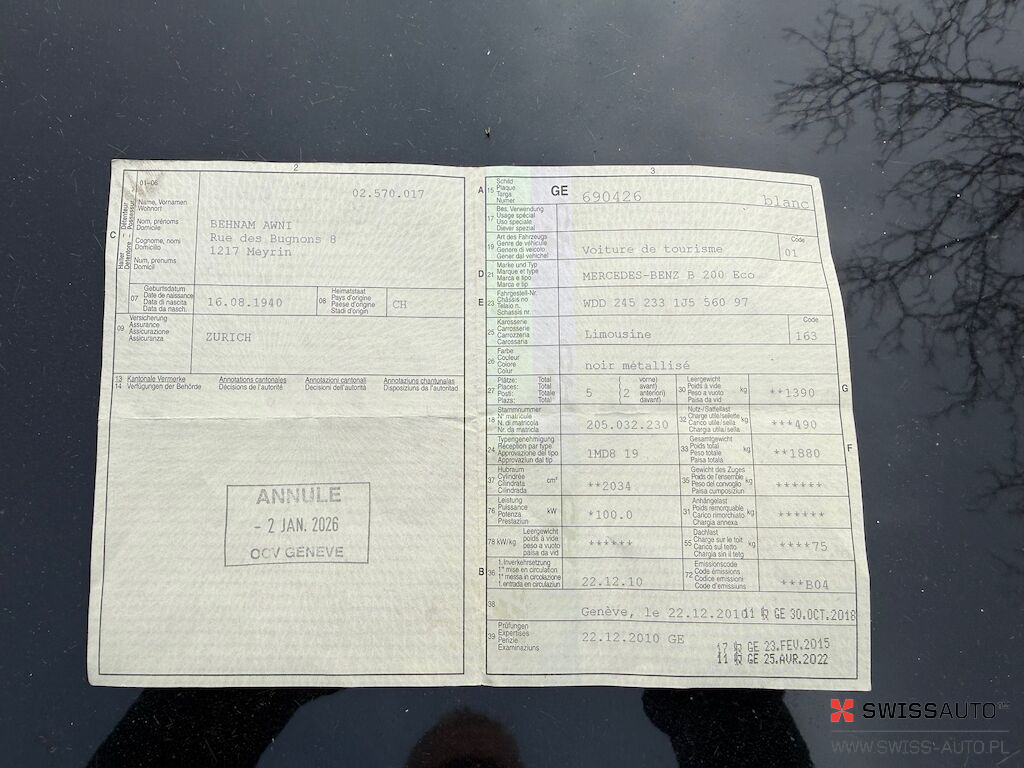 2
01-06
Détenteur Possessur
Halter Detentore
C
Name, Vornamen
Wohnort
Nom, prénoms
Domicile
Cognome, nomi
Domicilio
Num, prenums
Domicil
02.570.017
BEHNAM AWNI
Rue des Bugnons 8
1217 Meyrin
07
Geburtsdatum
Date de naissance
Data di nascita
Data da nasch.
16.08.1940
08
Heimatstaat
Pays d'origine
Paese d'origine
Stadi d'origin
CH
09
Versicherung
Assurance
Assicurazione
Assicuranza
ZURICH
13 Kantonale Vermerke Annotations cantonales Annotazioni cantonali Annotaziuns chantunalas
14 Verfügungen der Behörde Décisions de l'autorité Decisioni dell'autorità Disposiziuns da l'autoritad
ANNULE
- 2 JAN. 2026
OCV GENEVE
3
A 15
Schild
Plaque
Targa
Numer
GE 690426 blanc
17
Bes. Verwendung
Usage spécial
Uso speciale
Diever spezial
19
Art des Fahrzeugs
Genre de véhicule
Genere di veicolo
Gener dal vehichel
Voiture de tourisme
Code
01
D 21
Marke und Typ
Marque et type
Marca e tipo
Marca e tip
MERCEDES-BENZ B 200 Eco
E 23
Fahrgestell-Nr.
Châssis no
Telaio n.
Schassis nr.
WDD 245 233 1J5 560 97
25
Karosserie
Carrosserie
Carrozzeria
Carossaria
Limousine
Code
163
26
Farbe
Couleur
Colore
Colur
noir métallisé
27
Plätze: Total
Places: Total
Posti: Totale
Plazs: Total
5 (2
vorne)
avant)
anteriori)
davant)
30
Leergewicht
Poids à vide
Peso a vuoto
Paisa da vid
kg
**1390
G
18
Stammnummer
N° matricule
N. di matricola
Nr. da matricla
205.032.230
32
Nutz-/Sattellast
Charge utile/sellette
Carico utile/sella
Chargia utila/sella
kg
***490
24
Typengenehmigung
Réception par type
Approvazione del tipo
Approvaziun dal tip
1MD8 19
33
Gesamtgewicht
Poids total
Peso totale
Paisa totala
kg
**1880
F
37
Hubraum
Cylindrée
Cilindrata
Cilindrada
cm³
**2034
35
Gewicht des Zuges
Poids de l'ensemble
Peso del convoglio
Paisa cumposiziun
kg
******
76
Leistung
Puissance
Potenza
Prestaziun
kW
*100.0
31
Anhängelast
Poids remorquable
Carico rimorchiato
Chargia annexa
kg
******
78 kW/kg
Leergewicht
poids à vide
peso a vuoto
paisa da vid
******
55
Dachlast
Charge sur le toit
Carico sul tetto
Chargia sin il tetg
kg
****75
B 36
1. Inverkehrsetzung
1re mise en circulation
1a messa in circolazione
1. entrada en circulaziun
22.12.10
72
Emissionscode
Code émissions
Codice emissioni
Code d'emissiuns
***B04
38
Genève, le 22.12.2010
11 GE 30.OCT.2018
39
Prüfungen
Expertises
Perizie
Examinaziuns
22.12.2010 GE
17 GE 23.FEV.2015
11 GE 25.AVR.2022
SWISSAUTO
WWW.SWISS-AUTO.PL